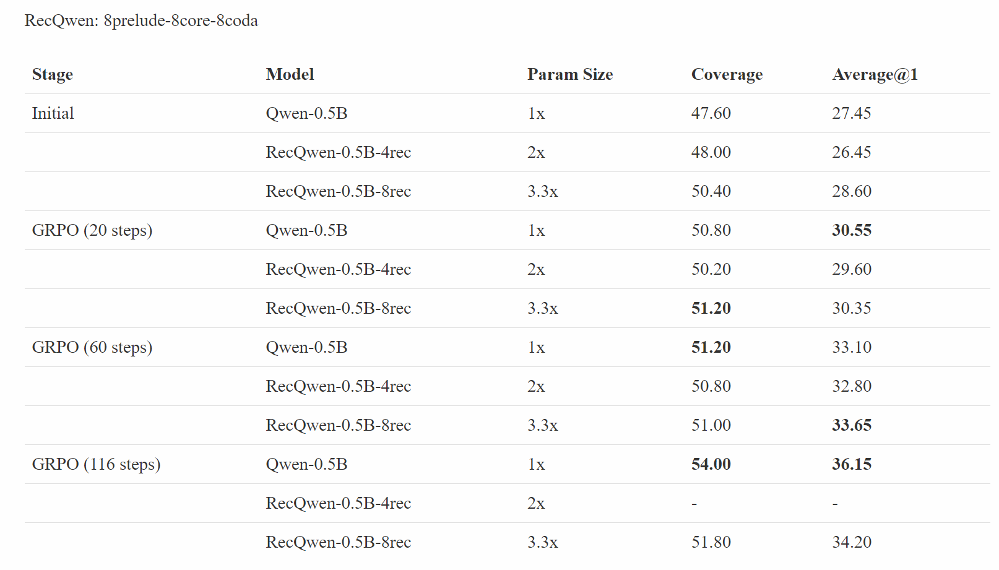 RecQwen: 8prelude-8core-8coda
Stage Model Param Size Coverage Average@1
Initial Qwen-0.5B 1x 47.60 27.45
RecQwen-0.5B-4rec 2x 48.00 26.45
RecQwen-0.5B-8rec 3.3x 50.40 28.60
GRPO (20 steps) Qwen-0.5B 1x 50.80 30.55
RecQwen-0.5B-4rec 2x 50.20 29.60
RecQwen-0.5B-8rec 3.3x 51.20 30.35
GRPO (60 steps) Qwen-0.5B 1x 51.20 33.10
RecQwen-0.5B-4rec 2x 50.80 32.80
RecQwen-0.5B-8rec 3.3x 51.00 33.65
GRPO (116 steps) Qwen-0.5B 1x 54.00 36.15
RecQwen-0.5B-4rec 2x - -
RecQwen-0.5B-8rec 3.3x 51.80 34.20